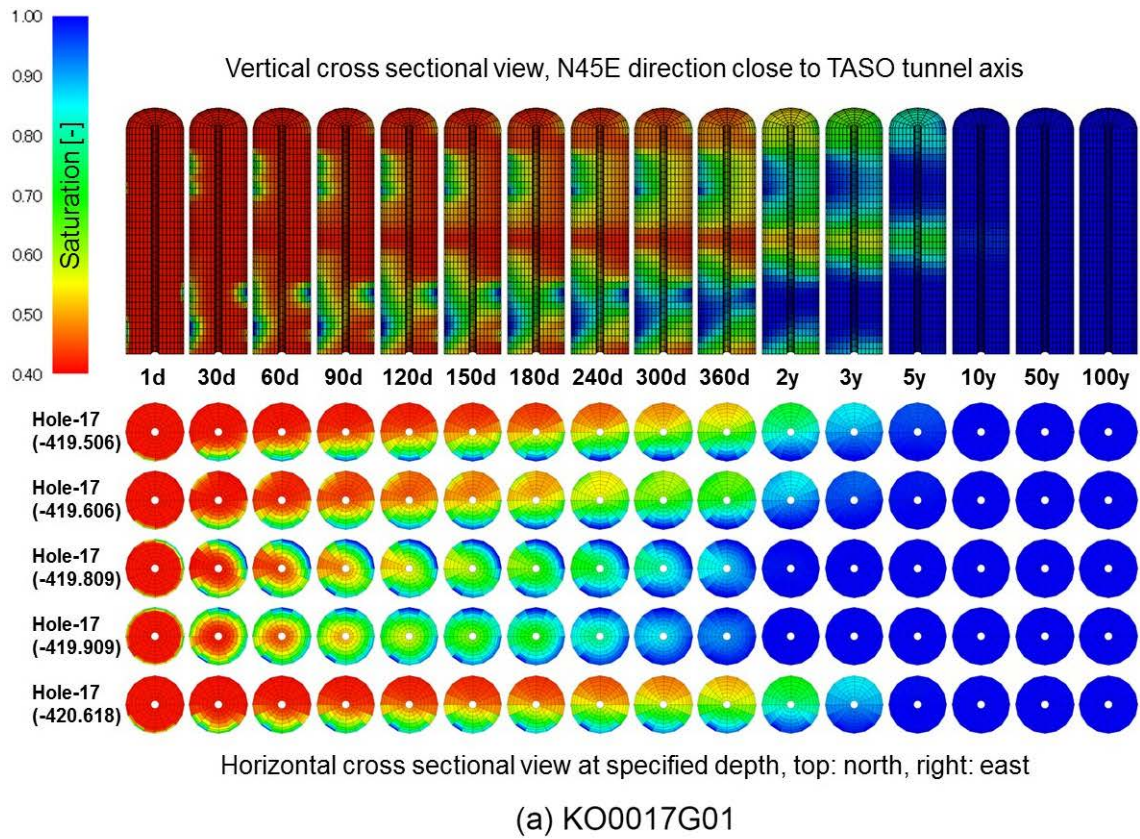 1.00
0.90
0.80
0.70
0.60
0.50
0.40
Saturation [-]
Vertical cross sectional view, N45E direction close to TASO tunnel axis
1d 30d 60d 90d 120d 150d 180d 240d 300d 360d 2y 3y 5y 10y 50y 100y
Hole-17
(-419.506)
Hole-17
(-419.606)
Hole-17
(-419.809)
Hole-17
(-419.909)
Hole-17
(-420.618)
Horizontal cross sectional view at specified depth, top: north, right: east
(a) KO0017G01